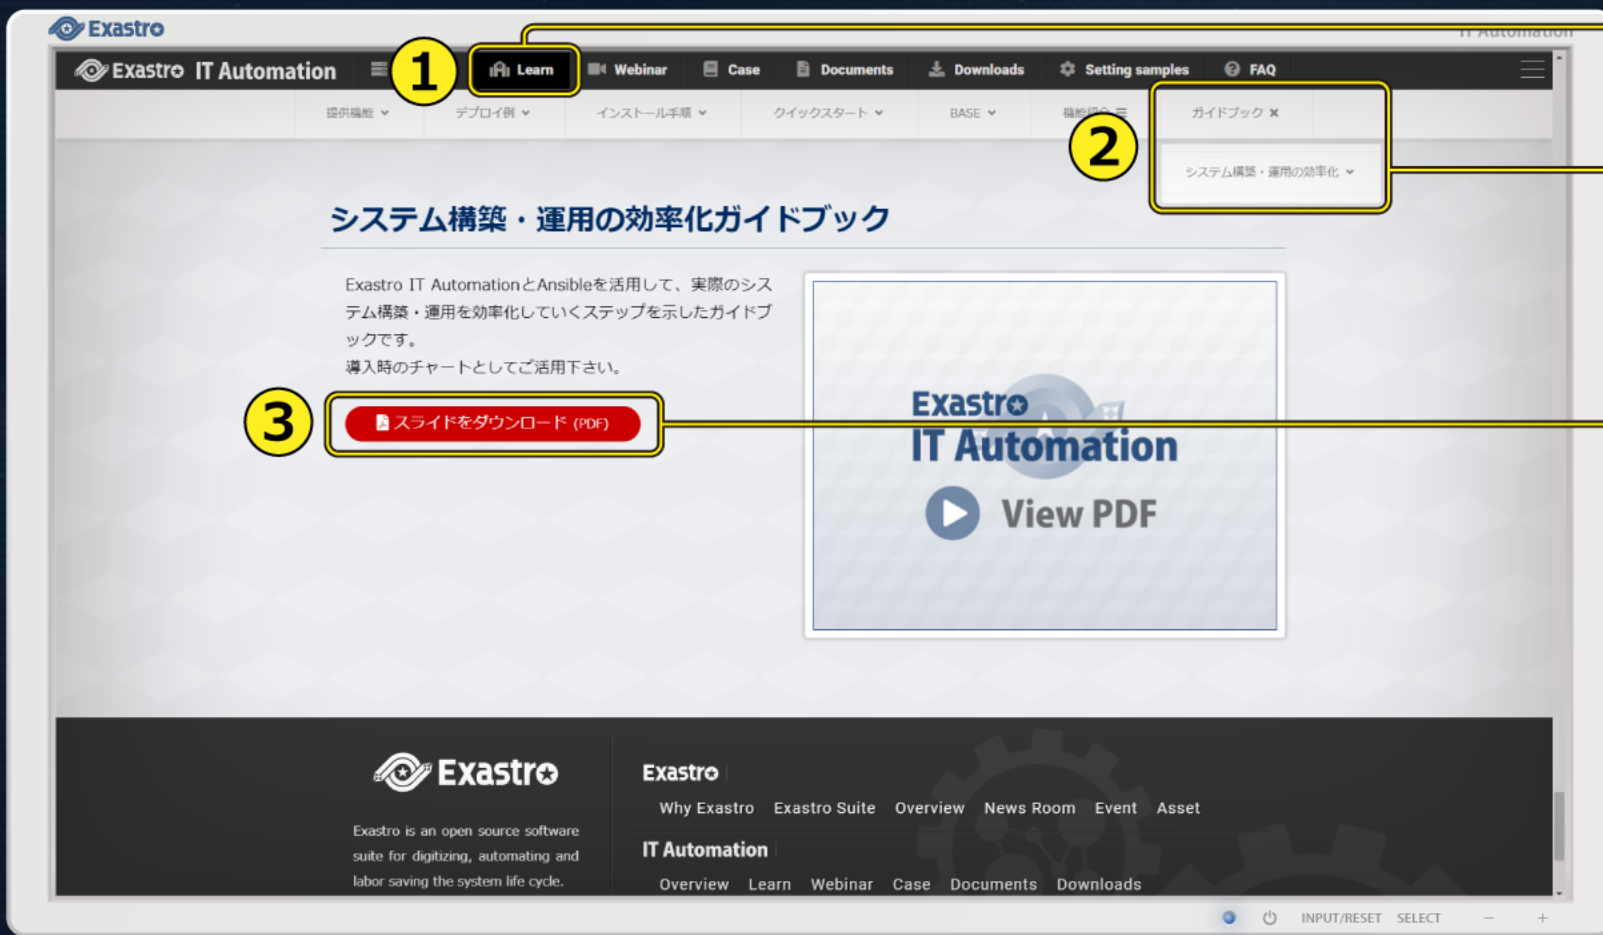 Exastro
IT Automation
Exastro IT Automation
1
Learn
Webinar
Case
Documents
Downloads
Setting samples
FAQ
提供機能
デプロイ例
インストール手順
クイックスタート
BASE
機能紹介
ガイドブック
2
システム構築・運用の効率化
システム構築・運用の効率化ガイドブック
Exastro IT AutomationとAnsibleを活用して、実際のシス
テム構築・運用を効率化していくステップを示したガイドブ
ックです。
導入時のチャートとしてご活用下さい。
3
スライドをダウンロード (PDF)
Exastro
IT Automation
View PDF
Exastro
Exastro is an open source software
suite for digitizing, automating and
labor saving the system life cycle.
Exastro
Why Exastro Exastro Suite Overview News Room Event Asset
IT Automation
Overview Learn Webinar Case Documents Downloads
INPUT/RESET SELECT − +